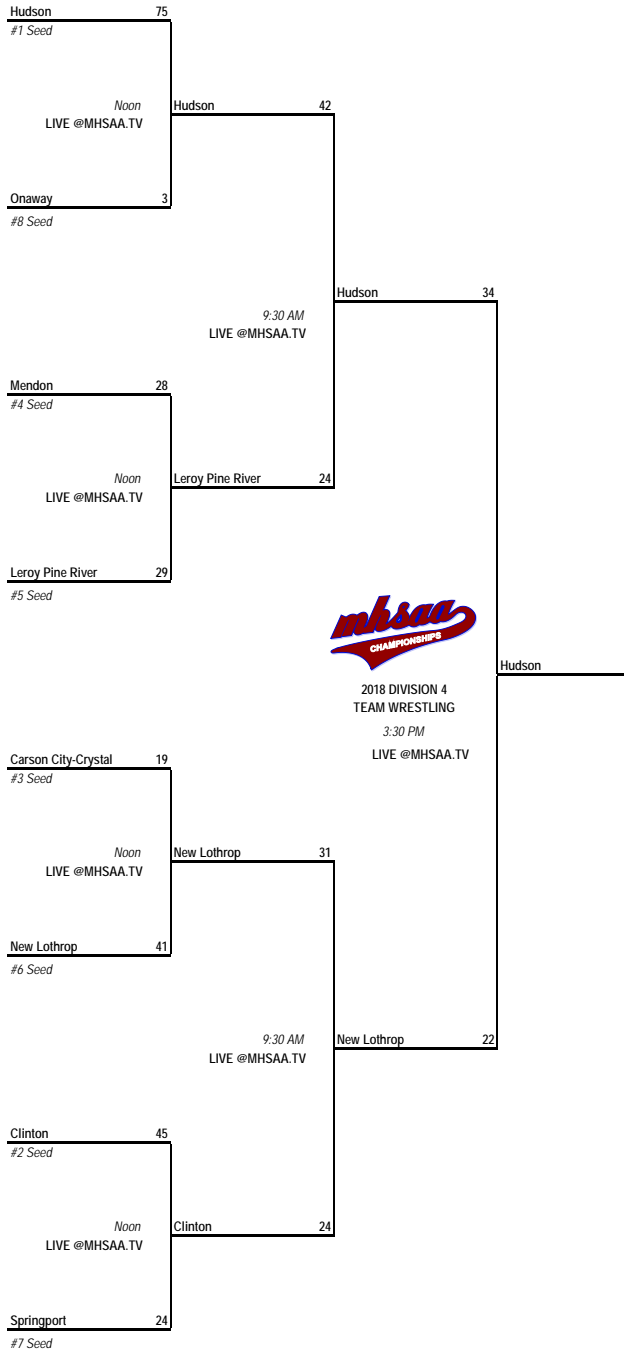 Hudson 75
#1 Seed
Noon
LIVE @MHSAA.TV
Hudson 42
Onaway 3
#8 Seed
Hudson 34
9:30 AM
LIVE @MHSAA.TV
Mendon 28
#4 Seed
Noon
LIVE @MHSAA.TV
Leroy Pine River 24
Leroy Pine River 29
#5 Seed
mhsaa
CHAMPIONSHIPS
Hudson
2018 DIVISION 4
TEAM WRESTLING
3:30 PM
LIVE @MHSAA.TV
Carson City-Crystal 19
#3 Seed
Noon
LIVE @MHSAA.TV
New Lothrop 31
New Lothrop 41
#6 Seed
9:30 AM
LIVE @MHSAA.TV
New Lothrop 22
Clinton 45
#2 Seed
Noon
LIVE @MHSAA.TV
Clinton 24
Springport 24
#7 Seed